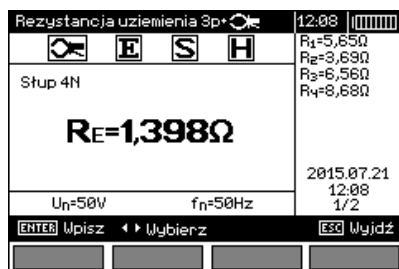 Rezystancja uziemienia 3p+ 12:08
E S H
Słup 4N
RE=1,398Ω
Un=50V fn=50Hz
R1=5,65Ω
R2=3,69Ω
R3=6,56Ω
R4=8,68Ω
2015.07.21
12:08
1/2
ENTER Wpisz Wybierz ESC Wyjdź